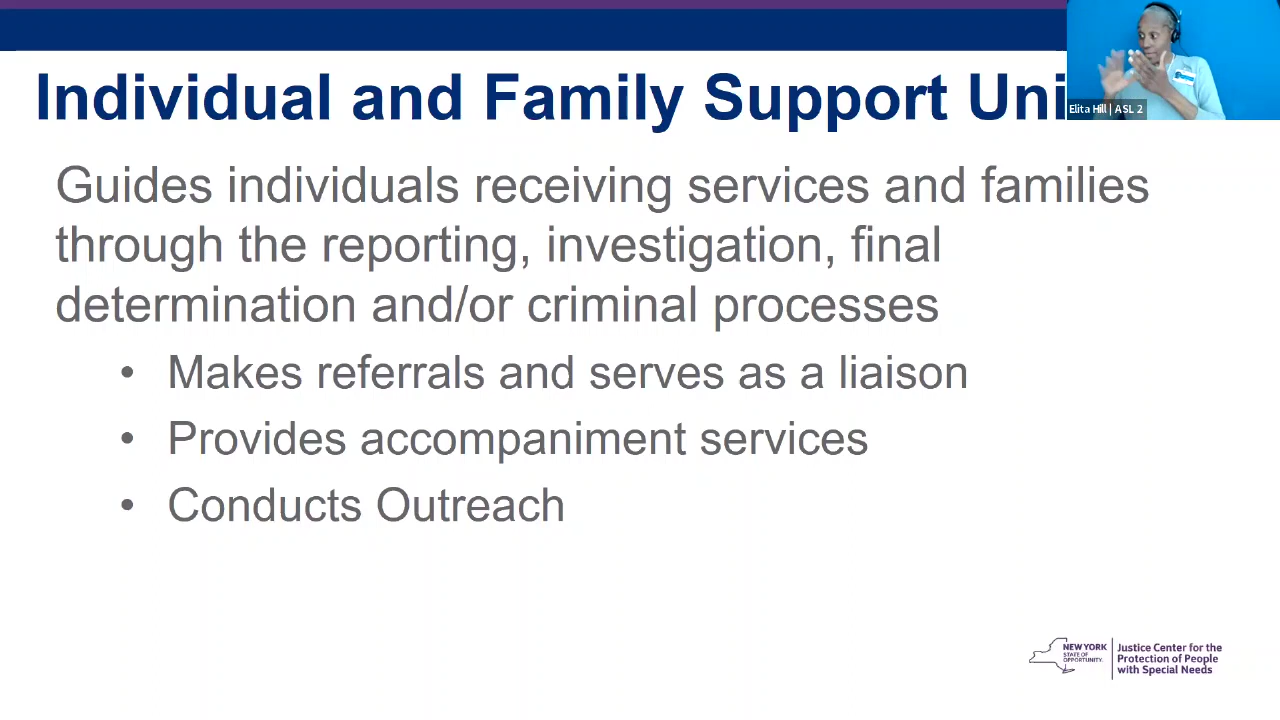 Individual and Family Support Uni
Elita Hill | ASL 2
Guides individuals receiving services and families
through the reporting, investigation, final
determination and/or criminal processes
• Makes referrals and serves as a liaison
• Provides accompaniment services
• Conducts Outreach
NEW YORK
STATE OF
OPPORTUNITY.
Justice Center for the
Protection of People
with Special Needs